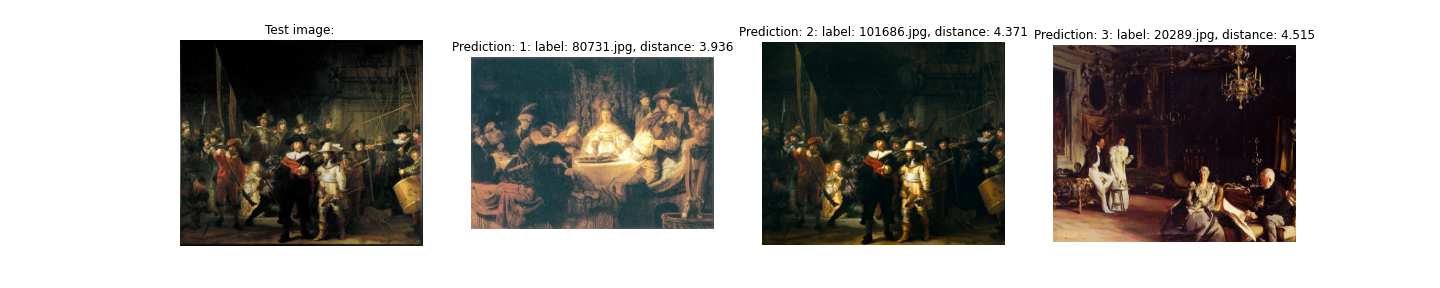 Test image:
Prediction: 1: label: 80731.jpg, distance: 3.936
Prediction: 2: label: 101686.jpg, distance: 4.371
Prediction: 3: label: 20289.jpg, distance: 4.515